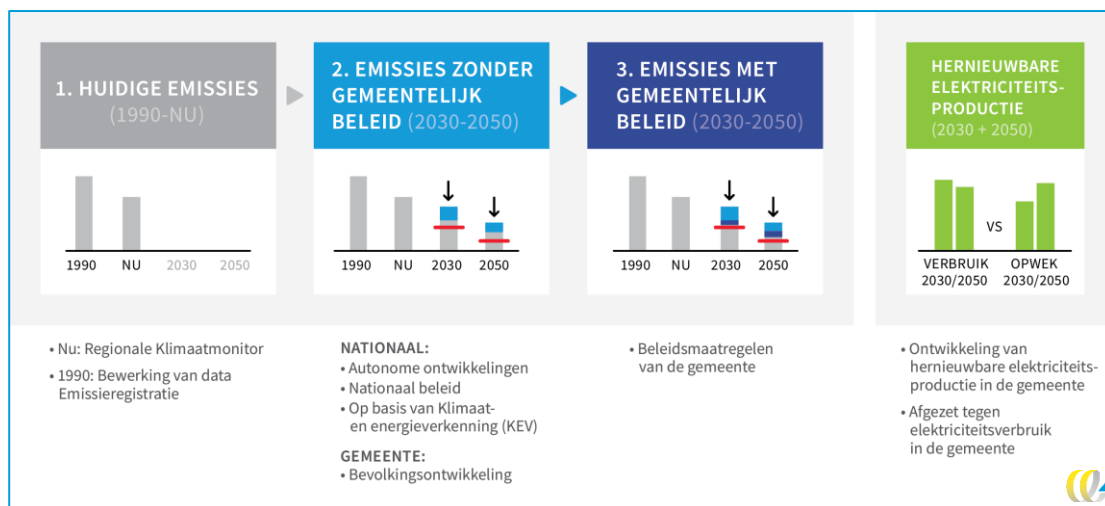 1. HUIDIGE EMISSIES
(1990-NU)
1990 NU 2030 2050
• Nu: Regionale Klimaatmonitor
• 1990: Bewerking van data
Emissieregistratie
2. EMISSIES ZONDER
GEMEENTELIJK
BELEID (2030-2050)
1990 NU 2030 2050
NATIONAAL:
• Autonome ontwikkelingen
• Nationaal beleid
• Op basis van Klimaat-
en energieverkenning (KEV)
GEMEENTE:
• Bevolkingsontwikkeling
3. EMISSIES MET
GEMEENTELIJK
BELEID (2030-2050)
1990 NU 2030 2050
• Beleidsmaatregelen
van de gemeente
HERNIEUWBARE
ELEKTRICITEITS-
PRODUCTIE
(2030 + 2050)
VS
VERBRUIK OPWEK
2030/2050 2030/2050
• Ontwikkeling van
hernieuwbare elektriciteits-
productie in de gemeente
• Afgezet tegen
elektriciteitsverbruik
in de gemeente